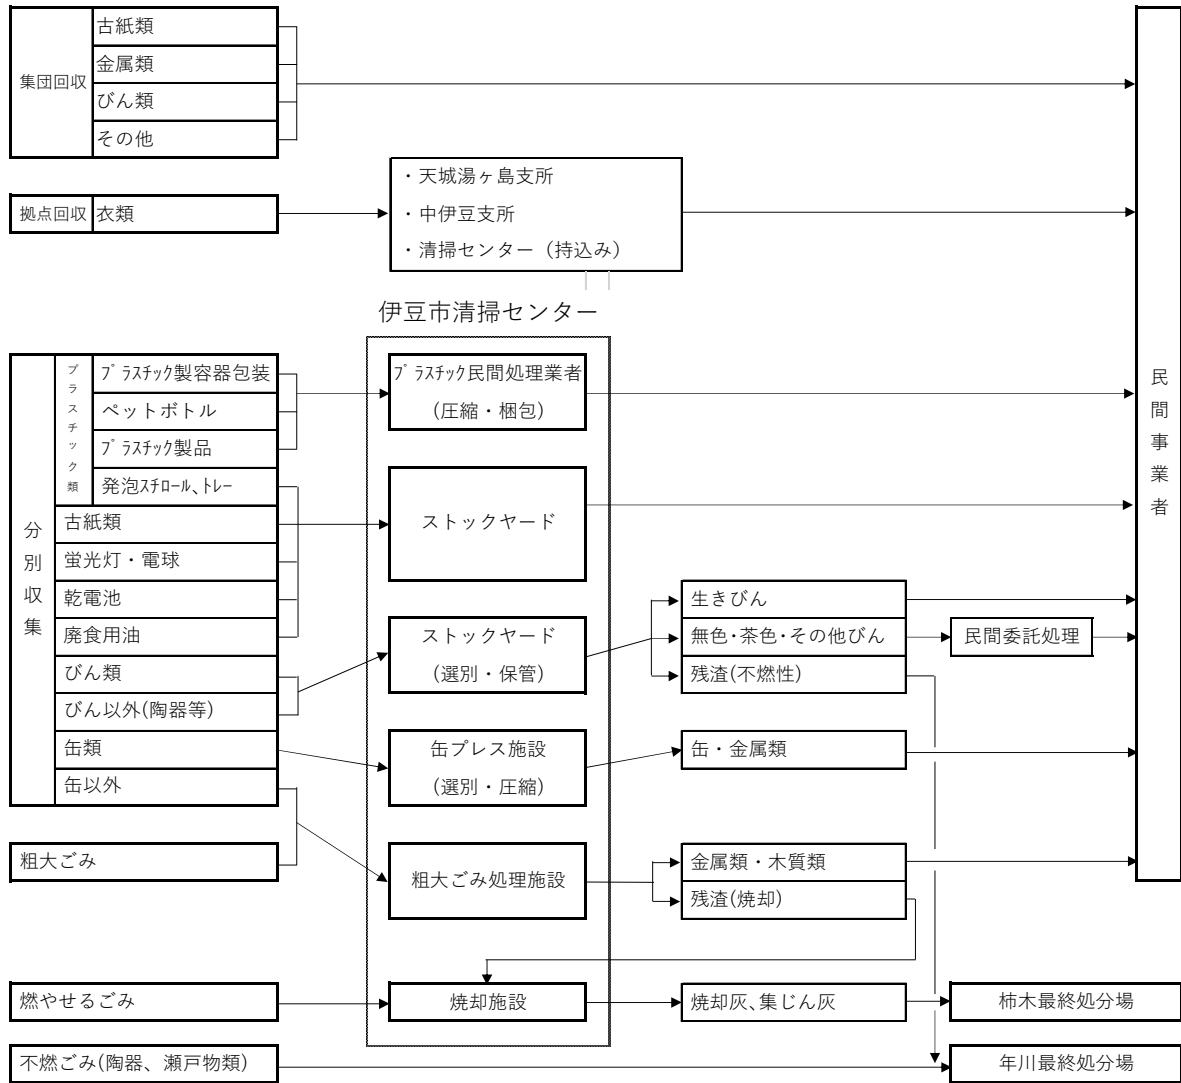 集団回収
古紙類
金属類
びん類
その他
拠点回収
衣類
・天城湯ヶ島支所
・中伊豆支所
・清掃センター（持込み）
伊豆市清掃センター
分別収集
プラスチック類
ﾌﾟﾗｽﾁｯｸ製容器包装
ペットボトル
ﾌﾟﾗｽﾁｯｸ製品
発泡ｽﾁﾛｰﾙ､ﾄﾚｰ
古紙類
蛍光灯・電球
乾電池
廃食用油
びん類
びん以外(陶器等)
缶類
缶以外
粗大ごみ
燃やせるごみ
不燃ごみ(陶器、瀬戸物類)
ﾌﾟﾗｽﾁｯｸ民間処理業者
(圧縮・梱包)
ストックヤード
ストックヤード
(選別・保管)
缶プレス施設
(選別・圧縮)
粗大ごみ処理施設
焼却施設
生きびん
無色･茶色･その他びん
残渣(不燃性)
缶・金属類
金属類・木質類
残渣(焼却)
焼却灰､集じん灰
民間委託処理
民間事業者
柿木最終処分場
年川最終処分場